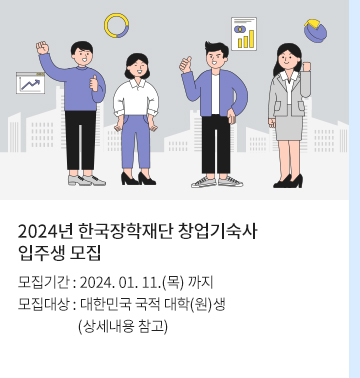 2024년 한국장학재단 창업기숙사
입주생 모집
모집기간 : 2024. 01. 11.(목) 까지
모집대상 : 대한민국 국적 대학(원)생
(상세내용 참고)